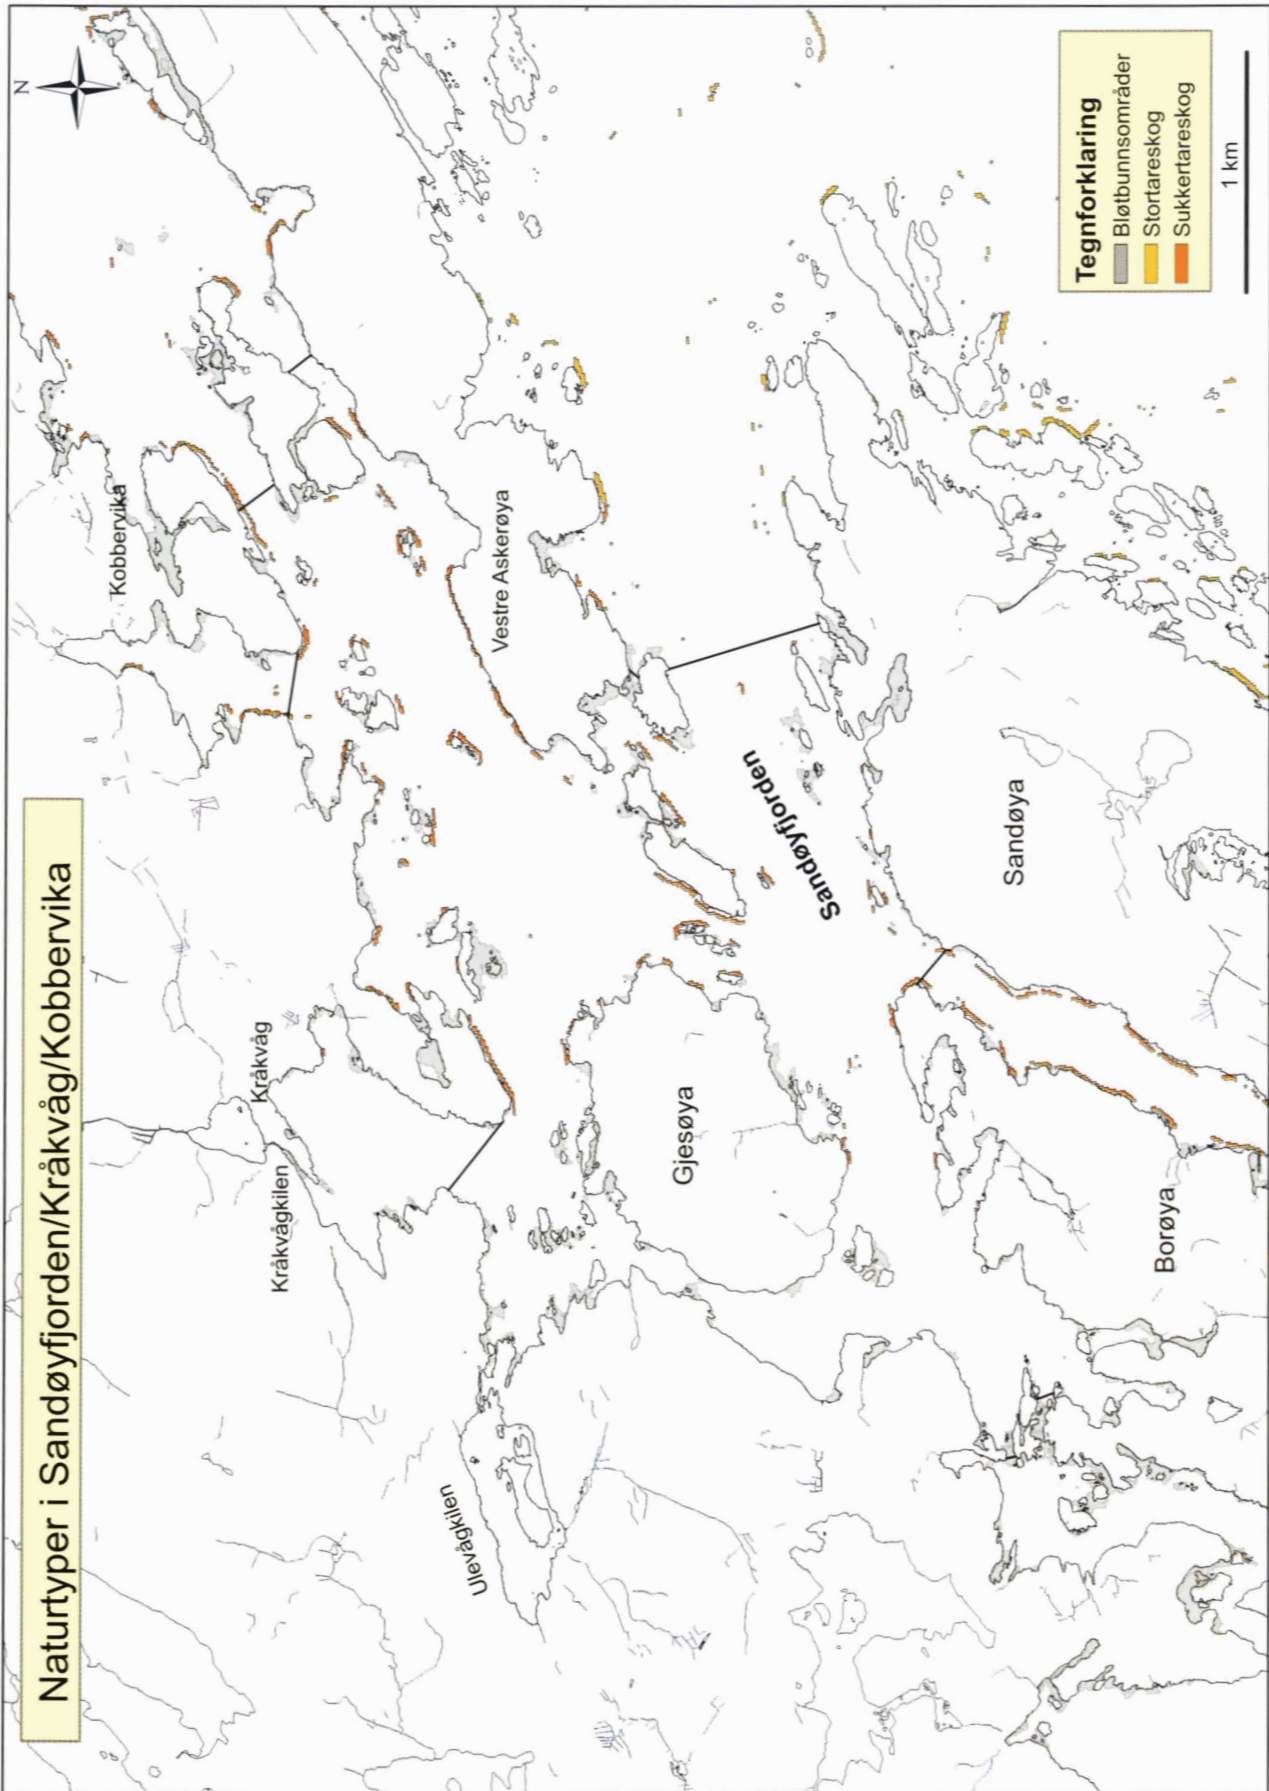 Naturtyper i Sandøyfjorden/Kråkvåg/Kobbervika
N
Kobbervika
Kråkvåg
Kråkvågkilen
Vestre Askerøya
Ulevågkilen
Gjesøya
Sandøyfjorden
Sandøya
Borøya
Tegnforklaring
Bløtbunnsområder
Stortareskog
Sukkertareskog
1 km